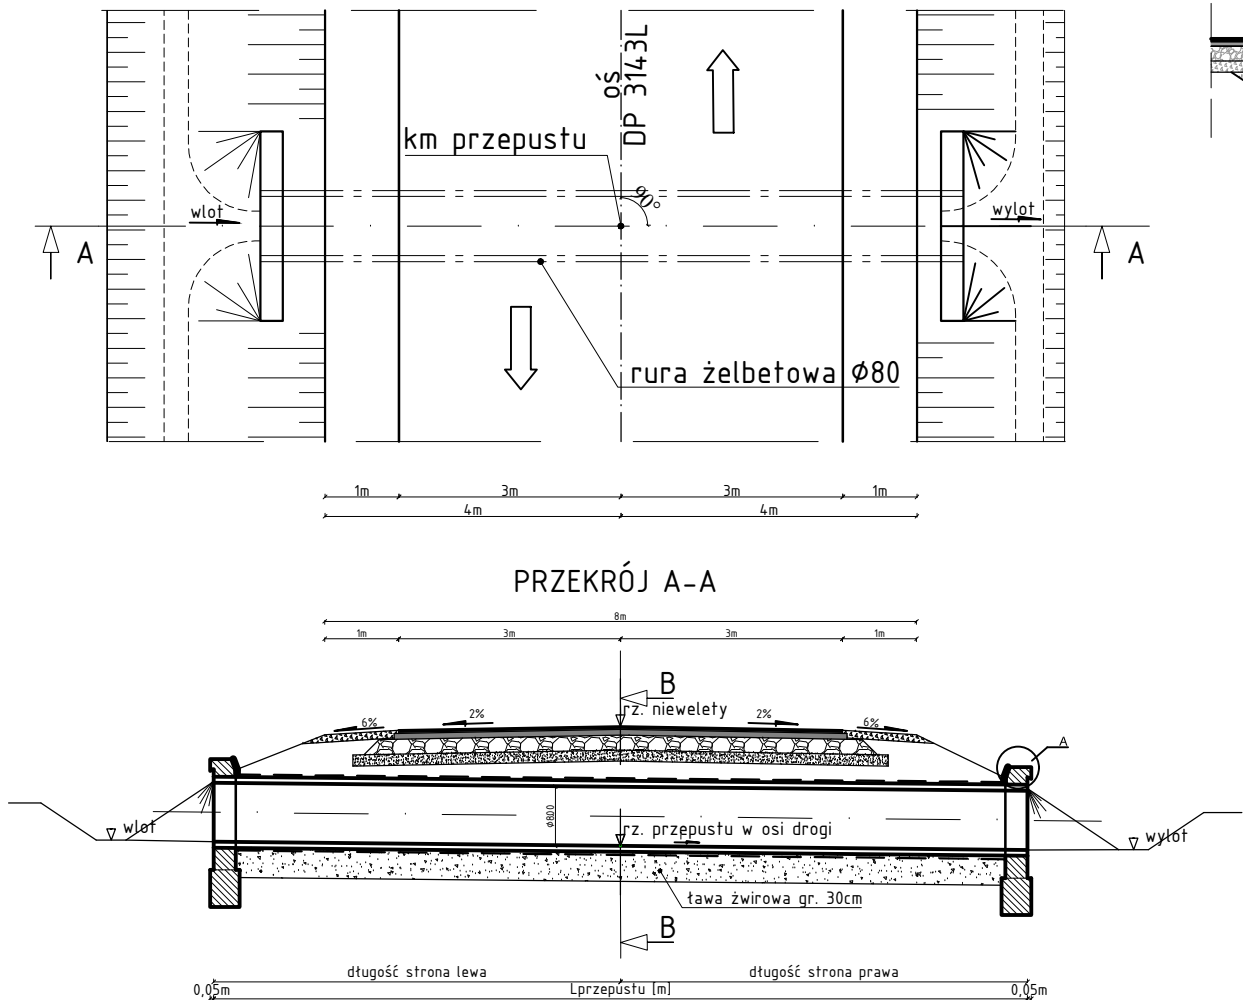 oś
DP 3143L
km przepustu
90°
wlot
wylot
A
A
rura żelbetowa Ø80
1m
3m
3m
1m
4m
4m
PRZEKRÓJ A-A
8m
1m
3m
3m
1m
B
rz. niewelety
6%
2%
2%
6%
A
wlot
Ø800
rz. przepustu w osi drogi
wylot
ława żwirowa gr. 30cm
B
długość strona lewa
długość strona prawa
0,05m
Lprzepustu [m]
0,05m